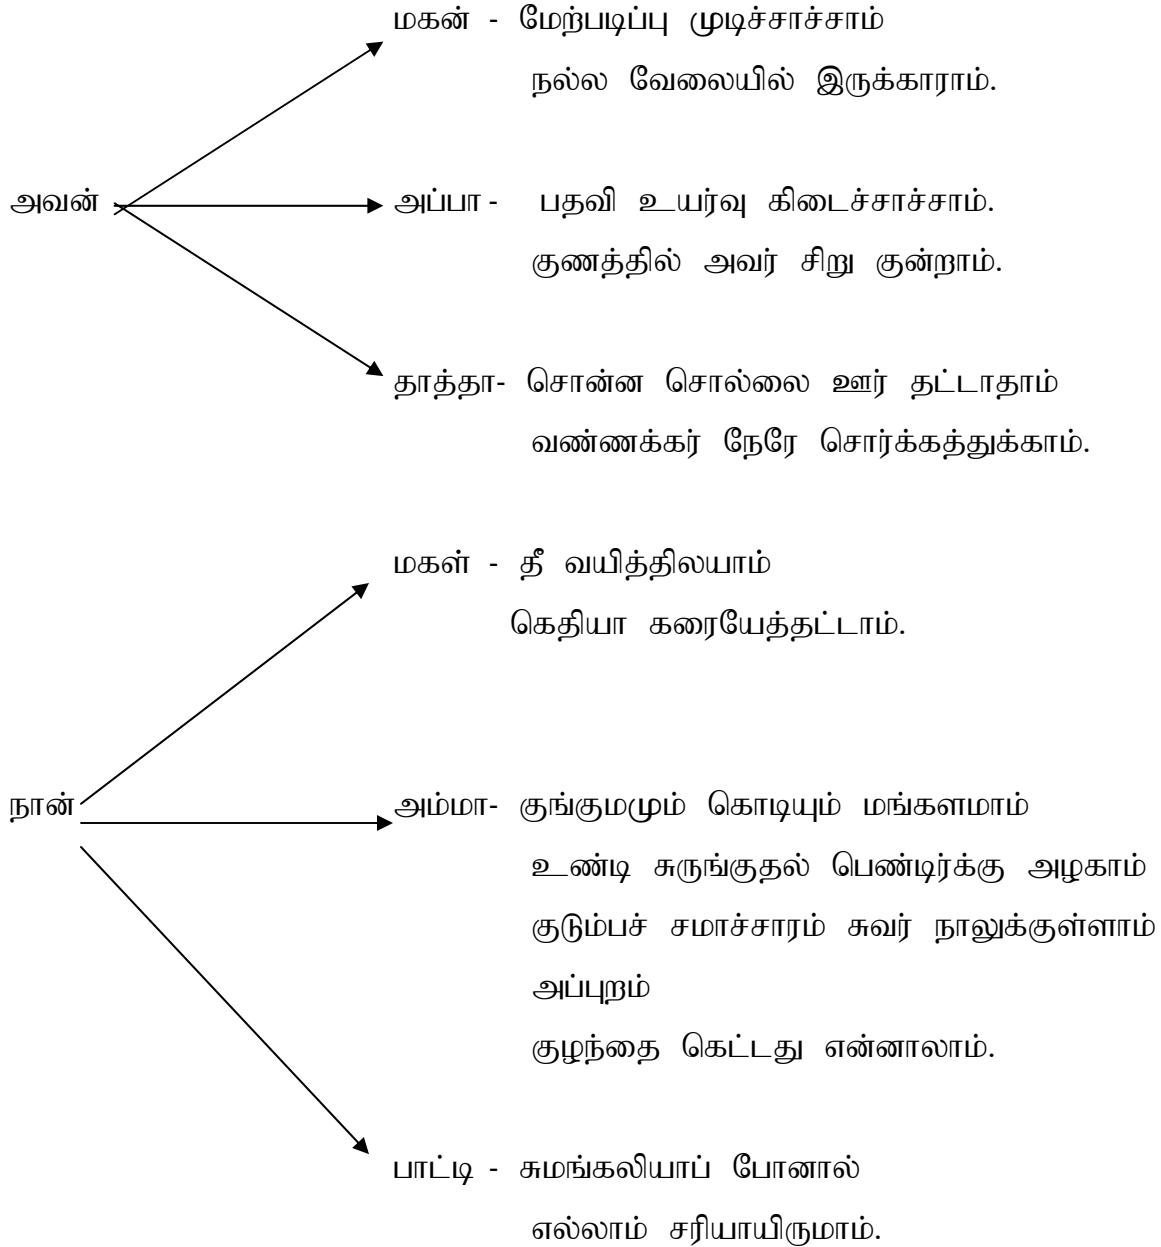 மகன் - மேற்படிப்பு முடிச்சாச்சாம்
நல்ல வேலையில் இருக்காராம்.
அவன் அப்பா - பதவி உயர்வு கிடைச்சாச்சாம்.
குணத்தில் அவர் சிறு குன்றாம்.
தாத்தா- சொன்ன சொல்லை ஊர் தட்டாதாம்
வண்ணக்கர் நேரே சொர்க்கத்துக்காம்.
மகள் - தீ வயித்திலயாம்
கெதியா கரையேத்தட்டாம்.
நான் அம்மா- குங்குமமும் கொடியும் மங்களமாம்
உண்டி சுருங்குதல் பெண்டிர்க்கு அழகாம்
குடும்பச் சமாச்சாரம் சுவர் நாலுக்குள்ளாம்
அப்புறம்
குழந்தை கெட்டது என்னாலாம்.
பாட்டி - சுமங்கலியாப் போனால்
எல்லாம் சரியாயிருமாம்.